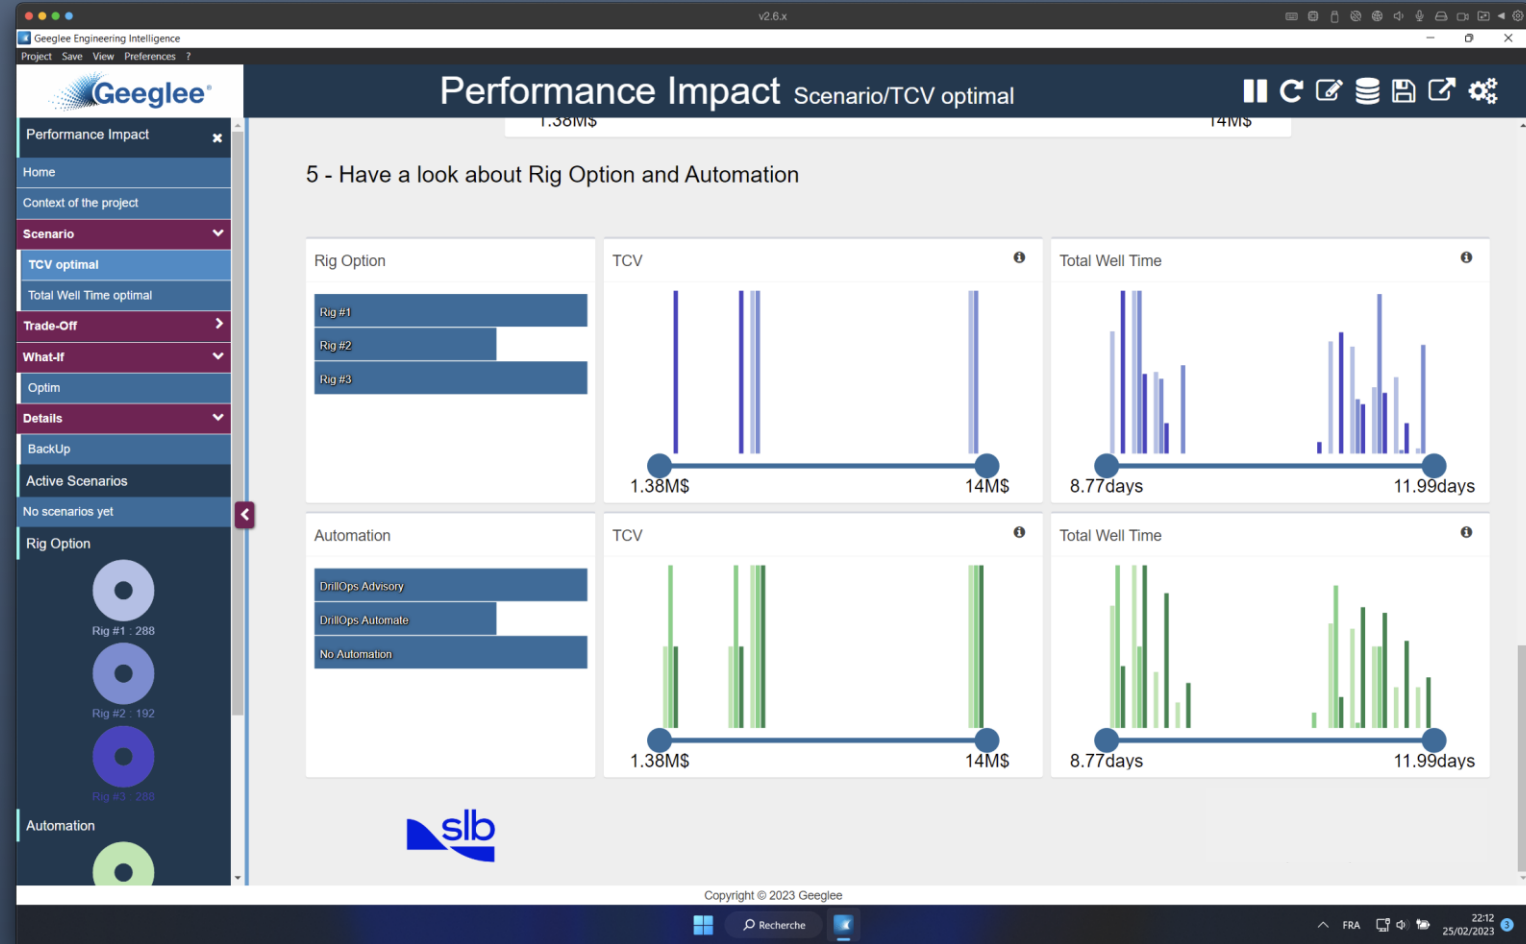 v2.6.x
Geeglee Engineering Intelligence
Project Save View Preferences ?
Geeglee®
Performance Impact Scenario/TCV optimal
Performance Impact
Home
Context of the project
Scenario
TCV optimal
Total Well Time optimal
Trade-Off
What-If
Optim
Details
BackUp
Active Scenarios
No scenarios yet
Rig Option
Rig #1 : 288
Rig #2 : 192
Rig #3 : 288
Automation
1.38M$ 14M$
5 - Have a look about Rig Option and Automation
Rig Option
Rig #1
Rig #2
Rig #3
TCV
1.38M$ 14M$
Total Well Time
8.77days 11.99days
Automation
DrillOps Advisory
DrillOps Automate
No Automation
TCV
1.38M$ 14M$
Total Well Time
8.77days 11.99days
slb
Copyright © 2023 Geeglee
Recherche
FRA
22:12
25/02/2023
3